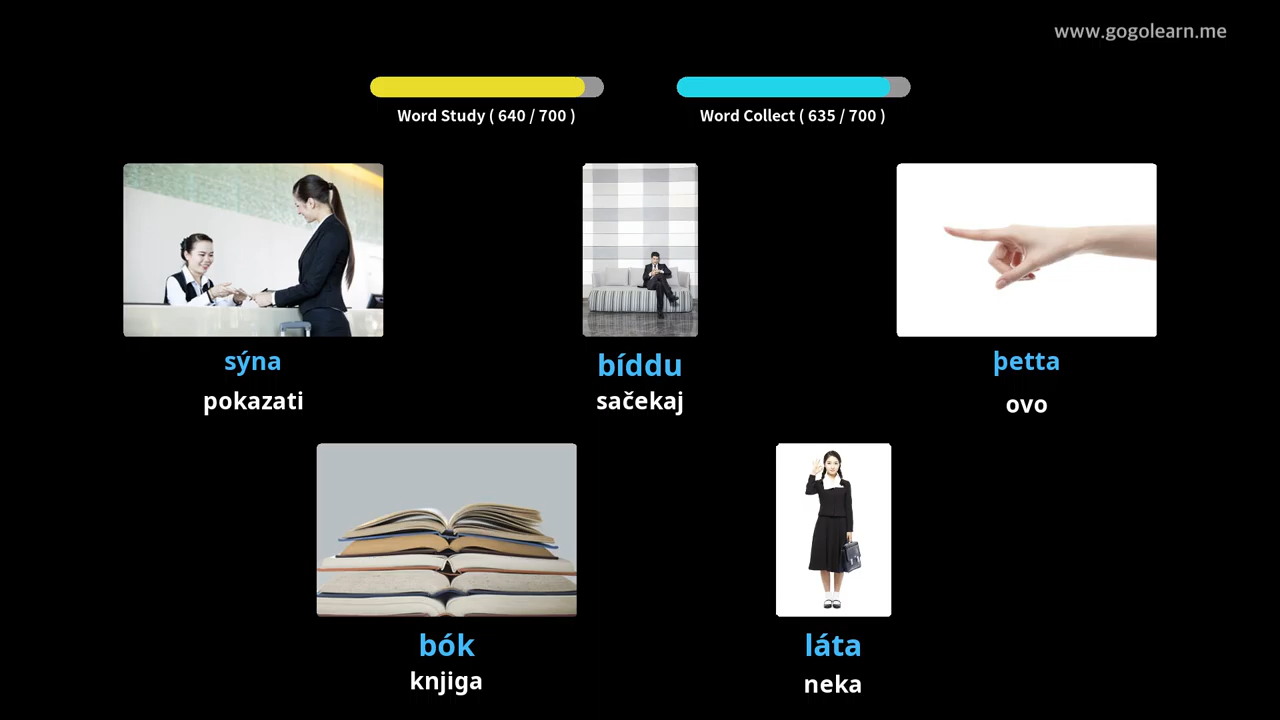 www.gogolearn.me
Word Study ( 640 / 700 )
Word Collect ( 635 / 700 )
sýna
pokazati
bíddu
sačekaj
þetta
ovo
bók
knjiga
láta
neka